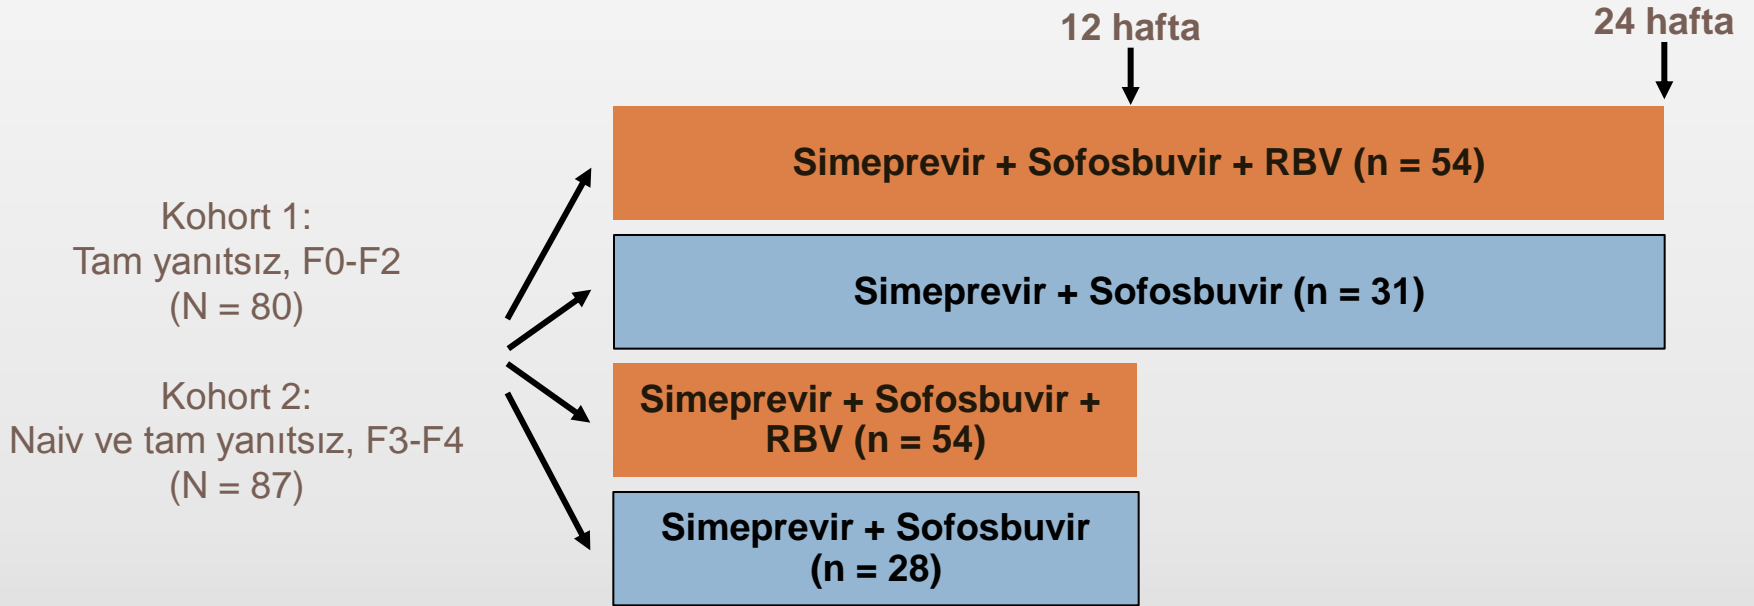 12 hafta
24 hafta
Simeprevir + Sofosbuvir + RBV (n = 54)
Kohort 1:
Tam yanıtsız, F0-F2
(N = 80)
Simeprevir + Sofosbuvir (n = 31)
Kohort 2:
Naiv ve tam yanıtsız, F3-F4
(N = 87)
Simeprevir + Sofosbuvir +
RBV (n = 54)
Simeprevir + Sofosbuvir
(n = 28)